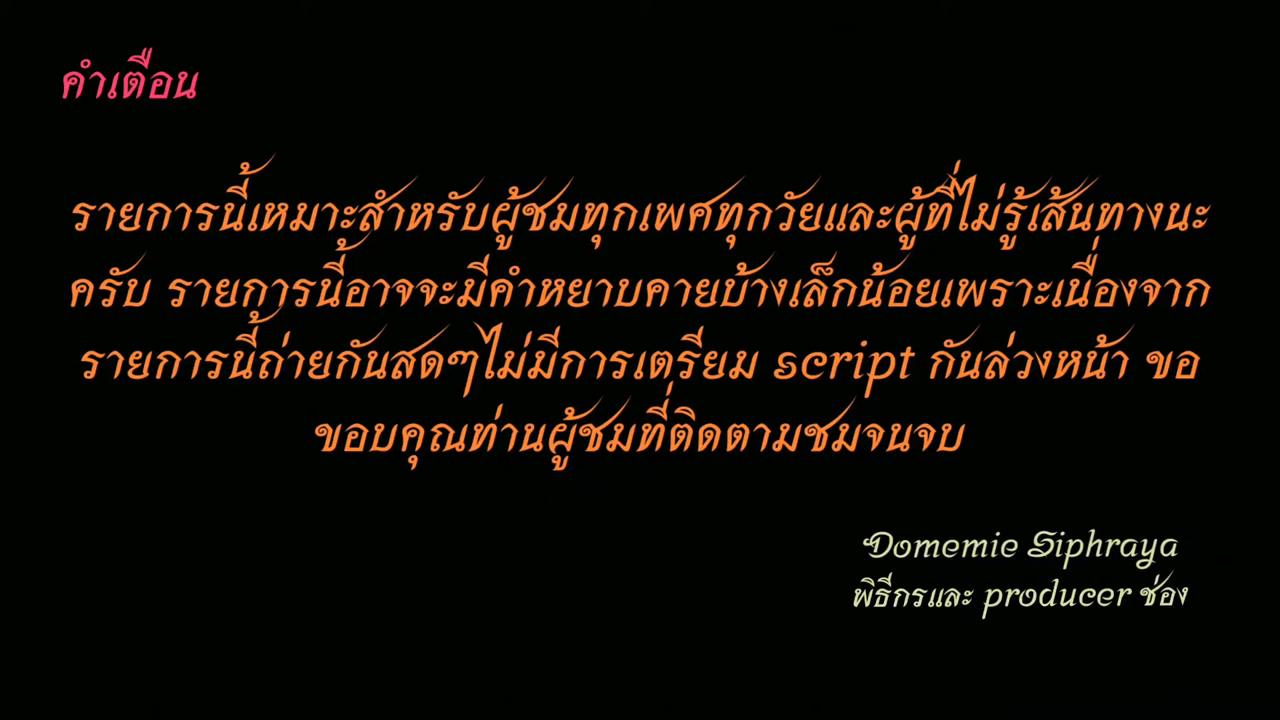 คำเตือน
รายการนี้เหมาะสำหรับผู้ชมทุกเพศทุกวัยและผู้ที่ไม่รู้เส้นทางนะ
ครับ รายการนี้อาจจะมีคำหยาบคายบ้างเล็กน้อยเพราะเนื่องจาก
รายการนี้ถ่ายกันสดๆไม่มีการเตรียม script กันล่วงหน้า ขอ
ขอบคุณท่านผู้ชมที่ติดตามชมจนจบ
Domemie Siphraya
พิธีกรและ producer ช่อง